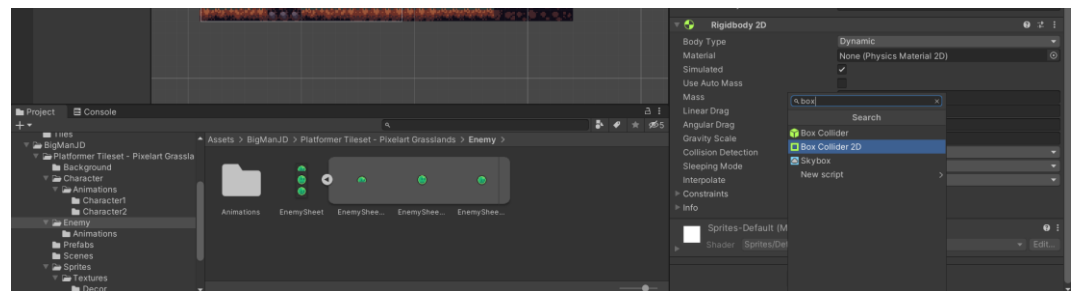 Rigidbody 2D
Body Type Dynamic
Material None (Physics Material 2D)
Simulated
Use Auto Mass
Mass
Linear Drag
Angular Drag
Gravity Scale
Collision Detection
Sleeping Mode
Interpolate
Constraints
Info
box
Search
Box Collider
Box Collider 2D
Skybox
New script
Sprites-Default (M
Shader Sprites/Def
Edit...
Project Console
5
Tiles
BigManJD
Platformer Tileset - Pixelart Grassla
Background
Character
Animations
Character1
Character2
Enemy
Animations
Prefabs
Scenes
Sprites
Textures
Decor
Assets > BigManJD > Platformer Tileset - Pixelart Grasslands > Enemy >
Animations EnemySheet EnemyShee... EnemyShee... EnemyShee...